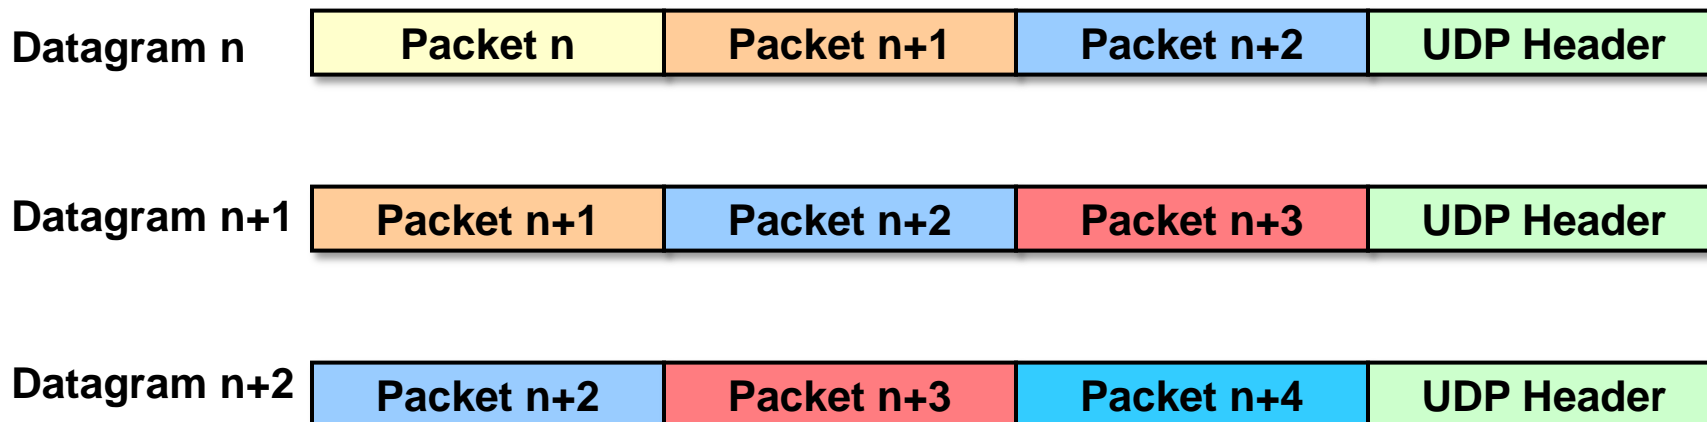 Datagram n Packet n Packet n+1 Packet n+2 UDP Header
Datagram n+1 Packet n+1 Packet n+2 Packet n+3 UDP Header
Datagram n+2 Packet n+2 Packet n+3 Packet n+4 UDP Header